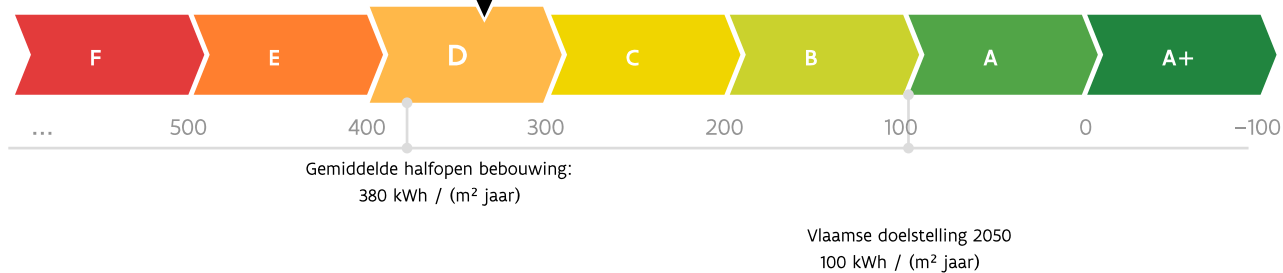 F E D C B A A+
... 500 400 300 200 100 0 −100
Gemiddelde halfopen bebouwing:
380 kWh / (m² jaar)
Vlaamse doelstelling 2050
100 kWh / (m² jaar)